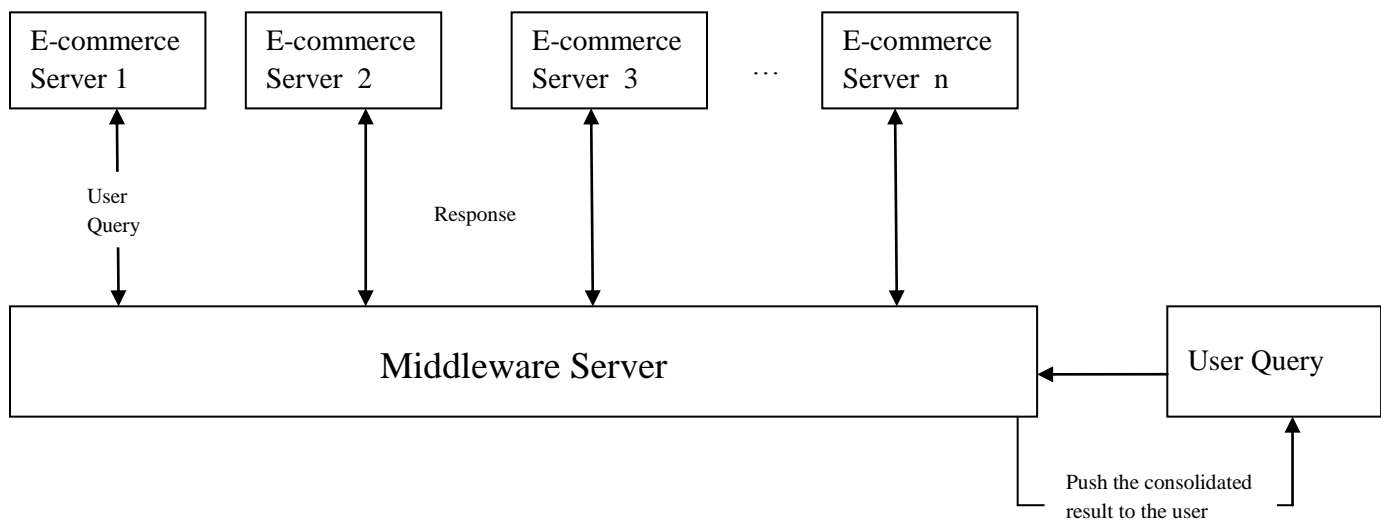 E-commerce
Server 1
E-commerce
Server 2
E-commerce
Server 3
…
E-commerce
Server n
User
Query
Response
Middleware Server
User Query
Push the consolidated
result to the user